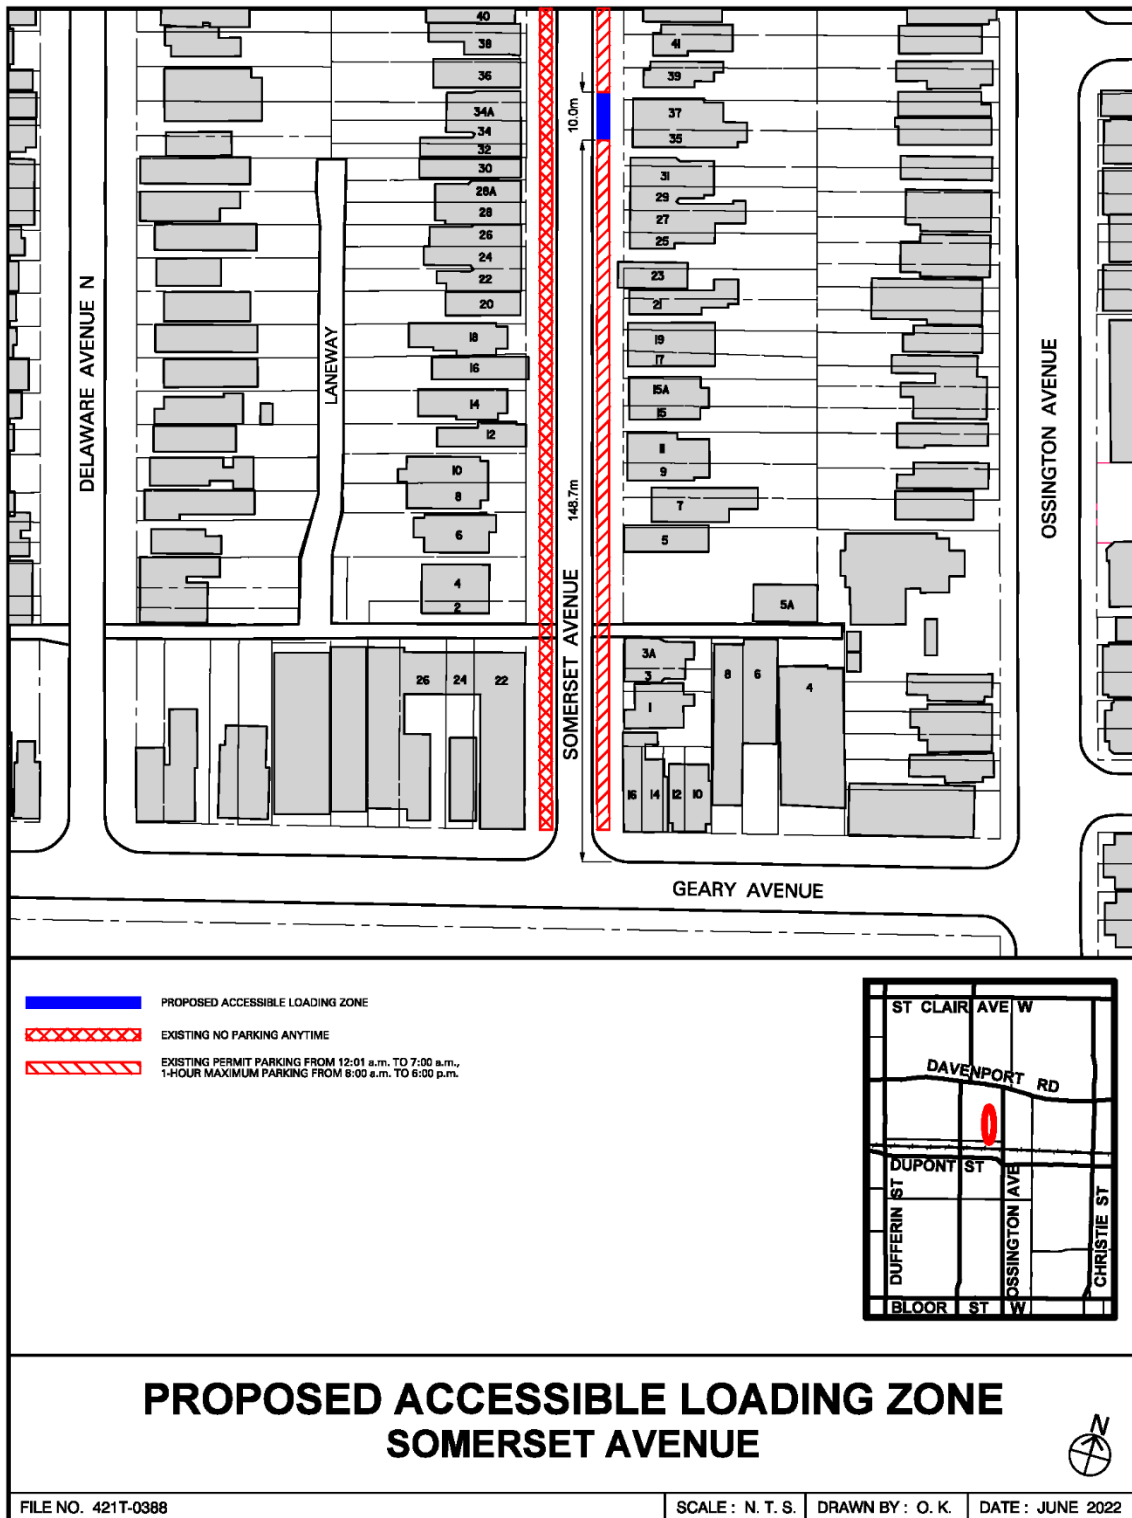 40
38
36
34A
34
32
30
28A
28
26
24
22
20
18
16
14
12
10
8
6
4
2
41
39
37
35
31
29
27
25
23
21
19
17
15A
15
11
9
7
5
5A
3A
3
1
10.0m
148.7m
DELAWARE AVENUE N
LANEWAY
SOMERSET AVENUE
OSSINGTON AVENUE
26
24
22
8
6
4
16
14
12
10
GEARY AVENUE
PROPOSED ACCESSIBLE LOADING ZONE
EXISTING NO PARKING ANYTIME
EXISTING PERMIT PARKING FROM 12:01 a.m. TO 7:00 a.m.,
1-HOUR MAXIMUM PARKING FROM 8:00 a.m. TO 6:00 p.m.
ST CLAIR AVE W
DAVENPORT RD
DUPONT ST
DUFFERIN ST
OSSINGTON AVE
CHRISTIE ST
BLOOR ST W
PROPOSED ACCESSIBLE LOADING ZONE
SOMERSET AVENUE
N
FILE NO. 421T-0388
SCALE : N. T. S.
DRAWN BY : O. K.
DATE : JUNE 2022